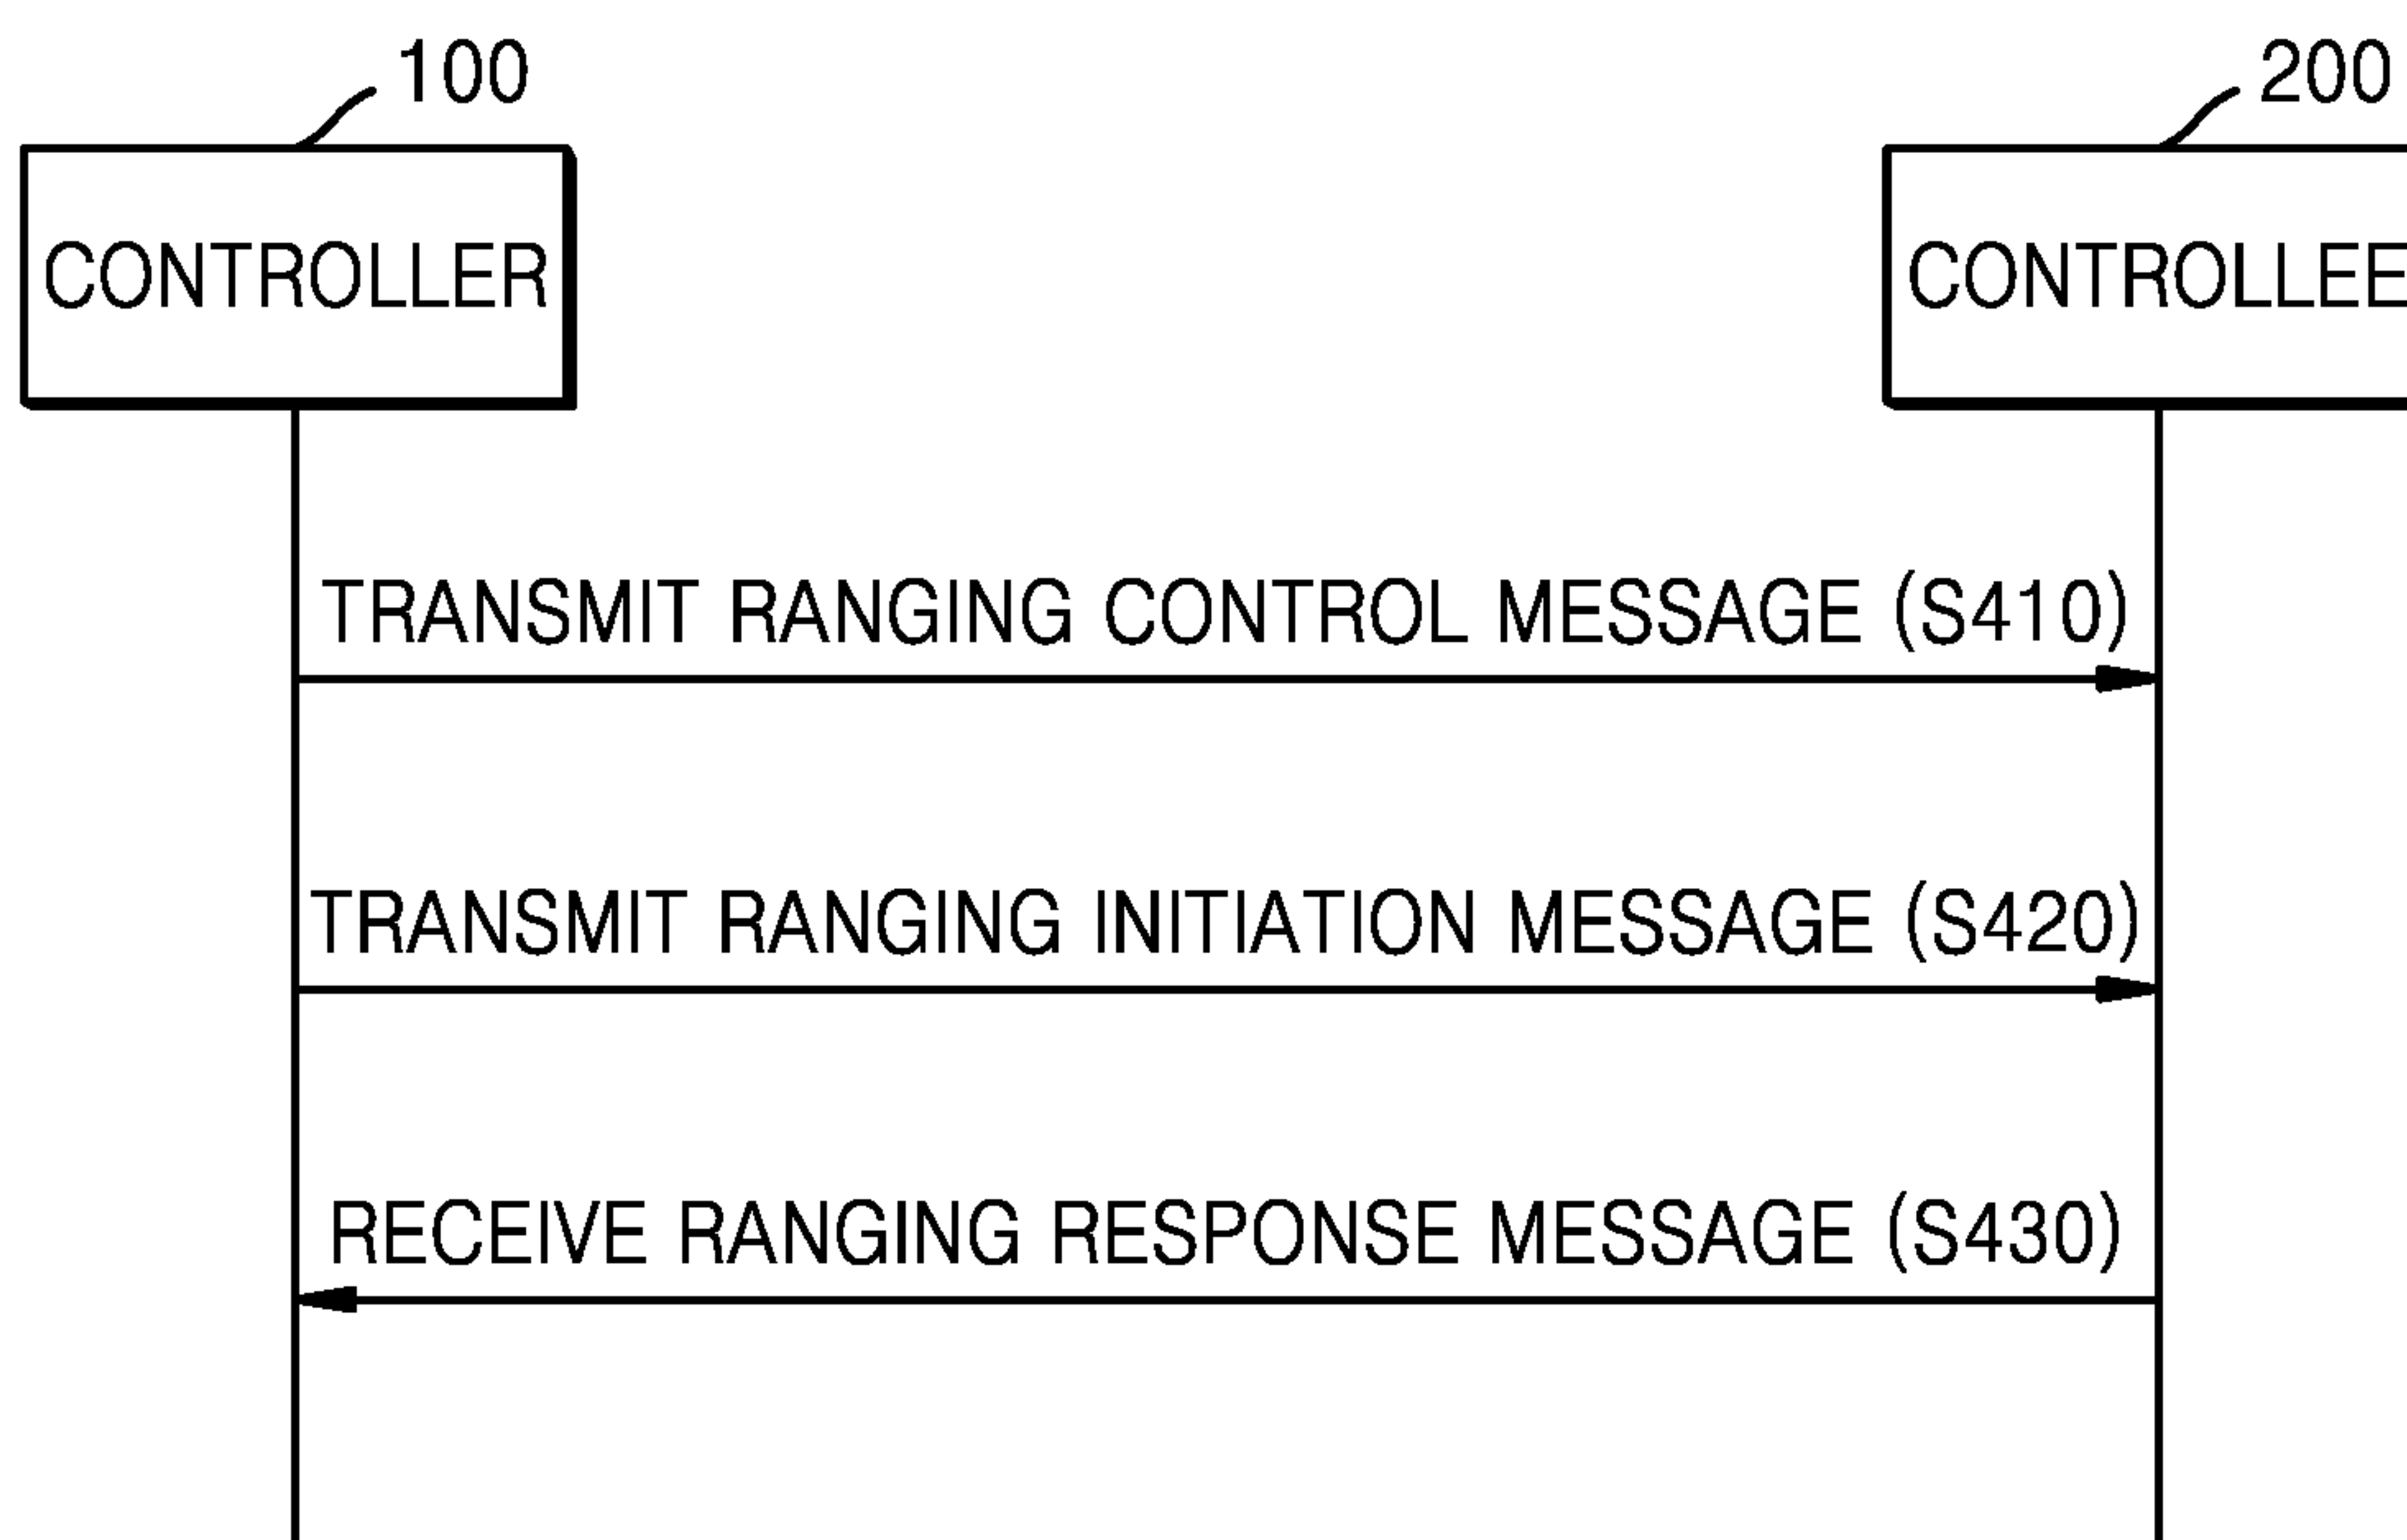 100
200
CONTROLLER
CONTROLLEE
TRANSMIT RANGING CONTROL MESSAGE (S410)
TRANSMIT RANGING INITIATION MESSAGE (S420)
RECEIVE RANGING RESPONSE MESSAGE (S430)